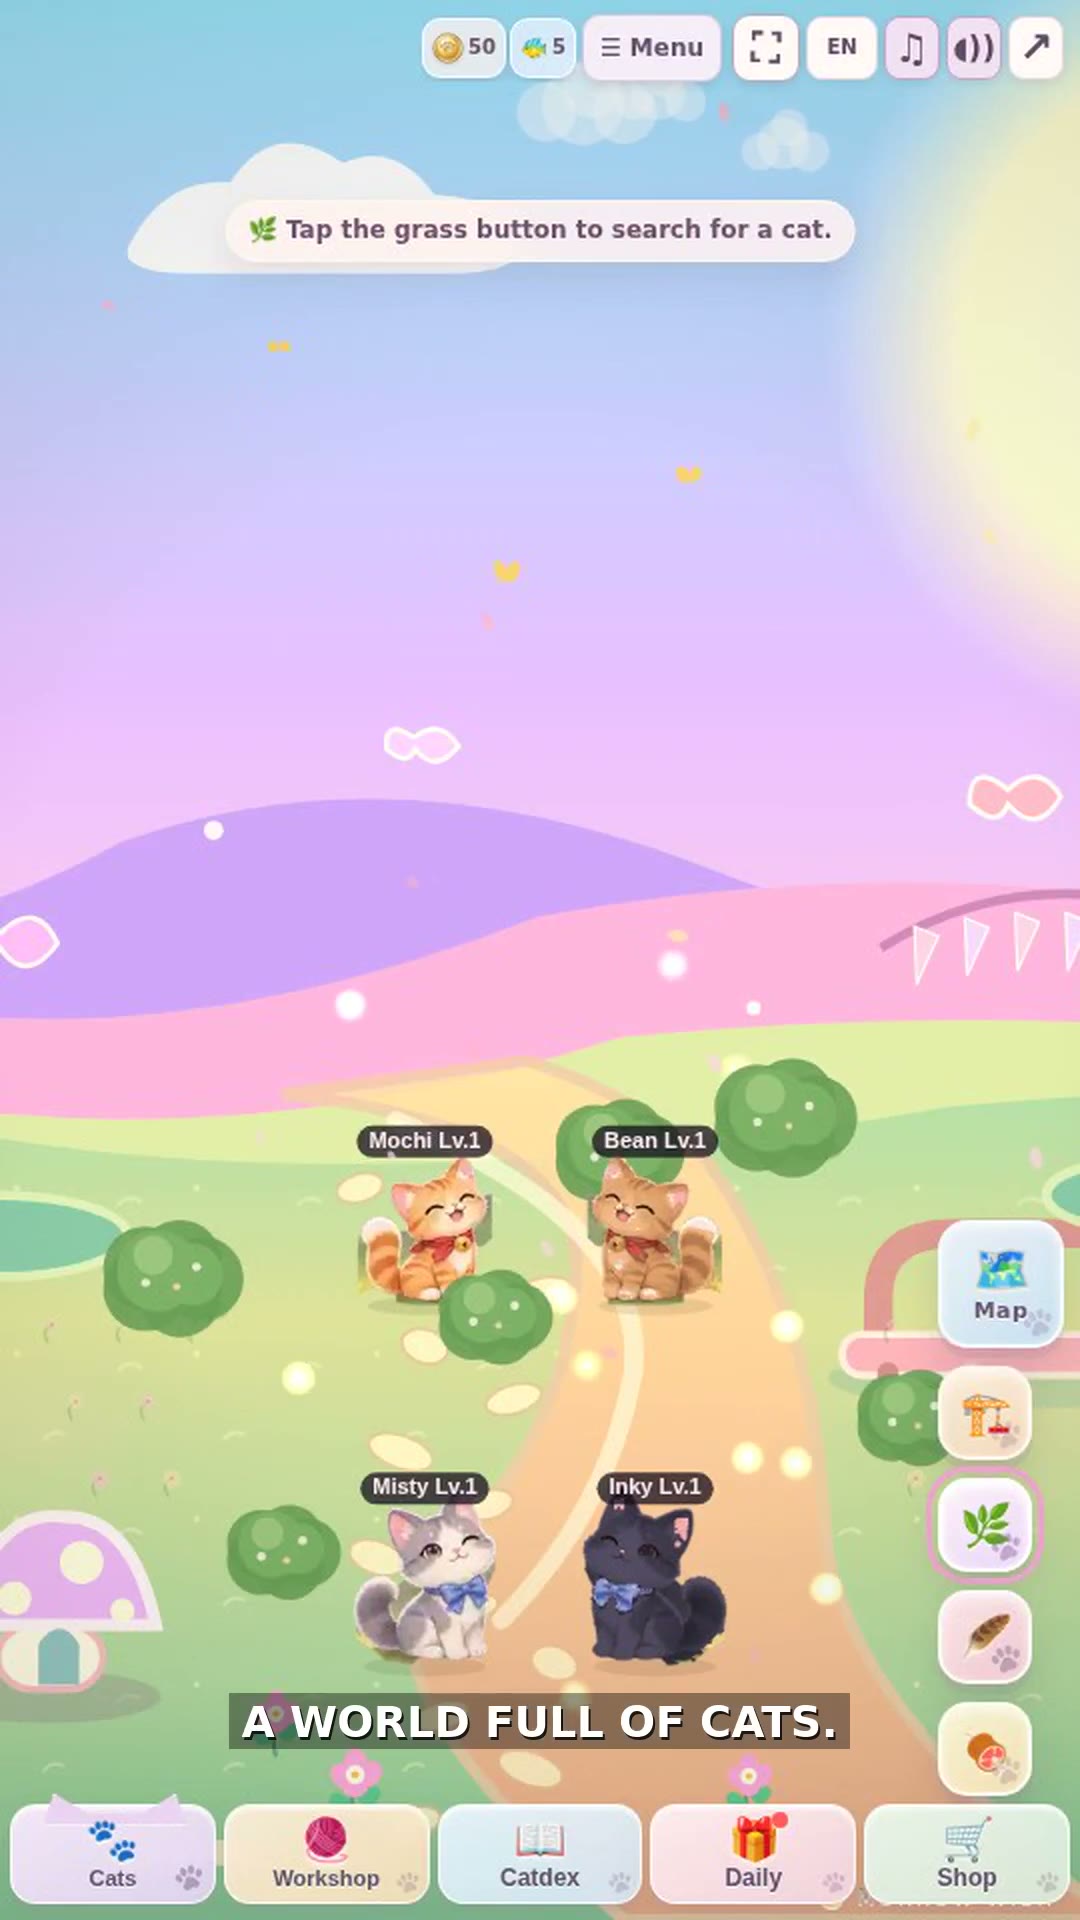 50
5
☰ Menu
EN
🌿 Tap the grass button to search for a cat.
Mochi Lv.1
Bean Lv.1
Map
Misty Lv.1
Inky Lv.1
A WORLD FULL OF CATS.
Cats
Workshop
Catdex
Daily
Shop